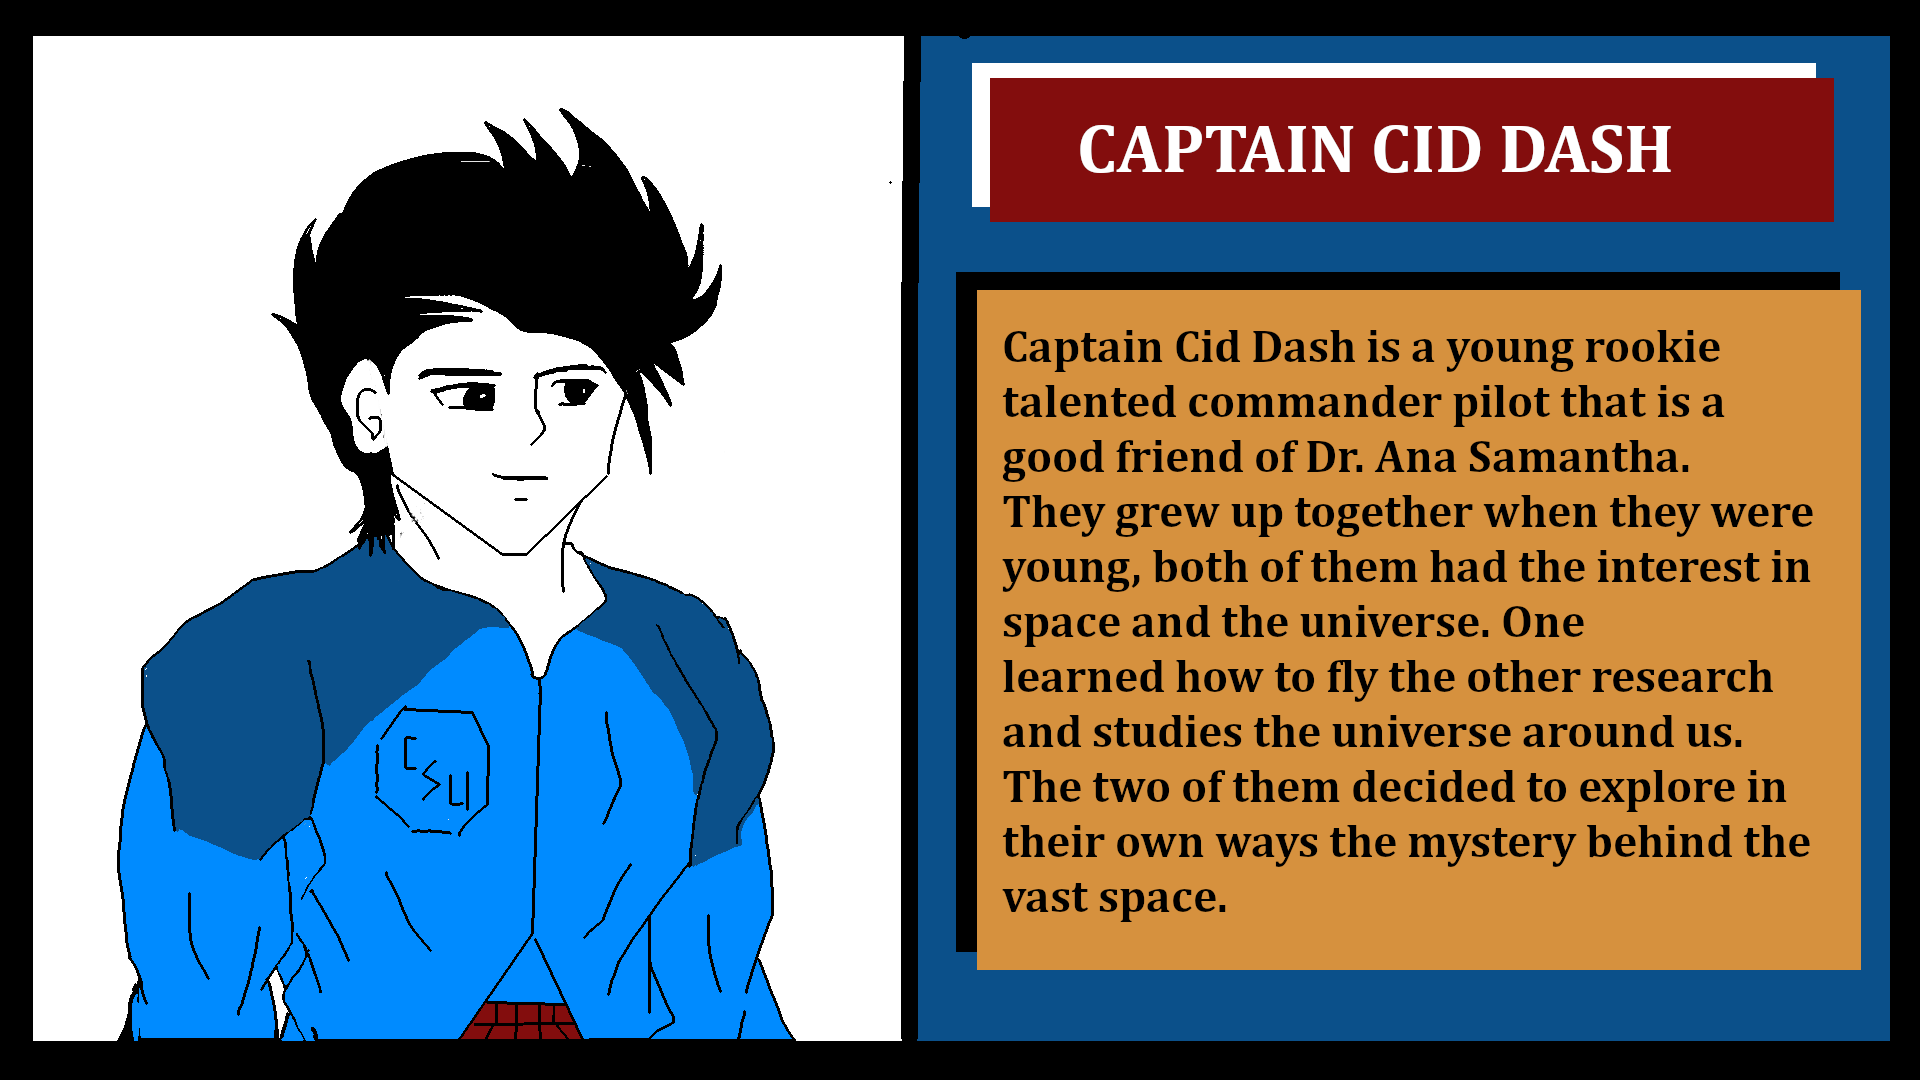 CAPTAIN CID DASH
Captain Cid Dash is a young rookie
talented commander pilot that is a
good friend of Dr. Ana Samantha.
They grew up together when they were
young, both of them had the interest in
space and the universe. One
learned how to fly the other research
and studies the universe around us.
The two of them decided to explore in
their own ways the mystery behind the
vast space.
CSU